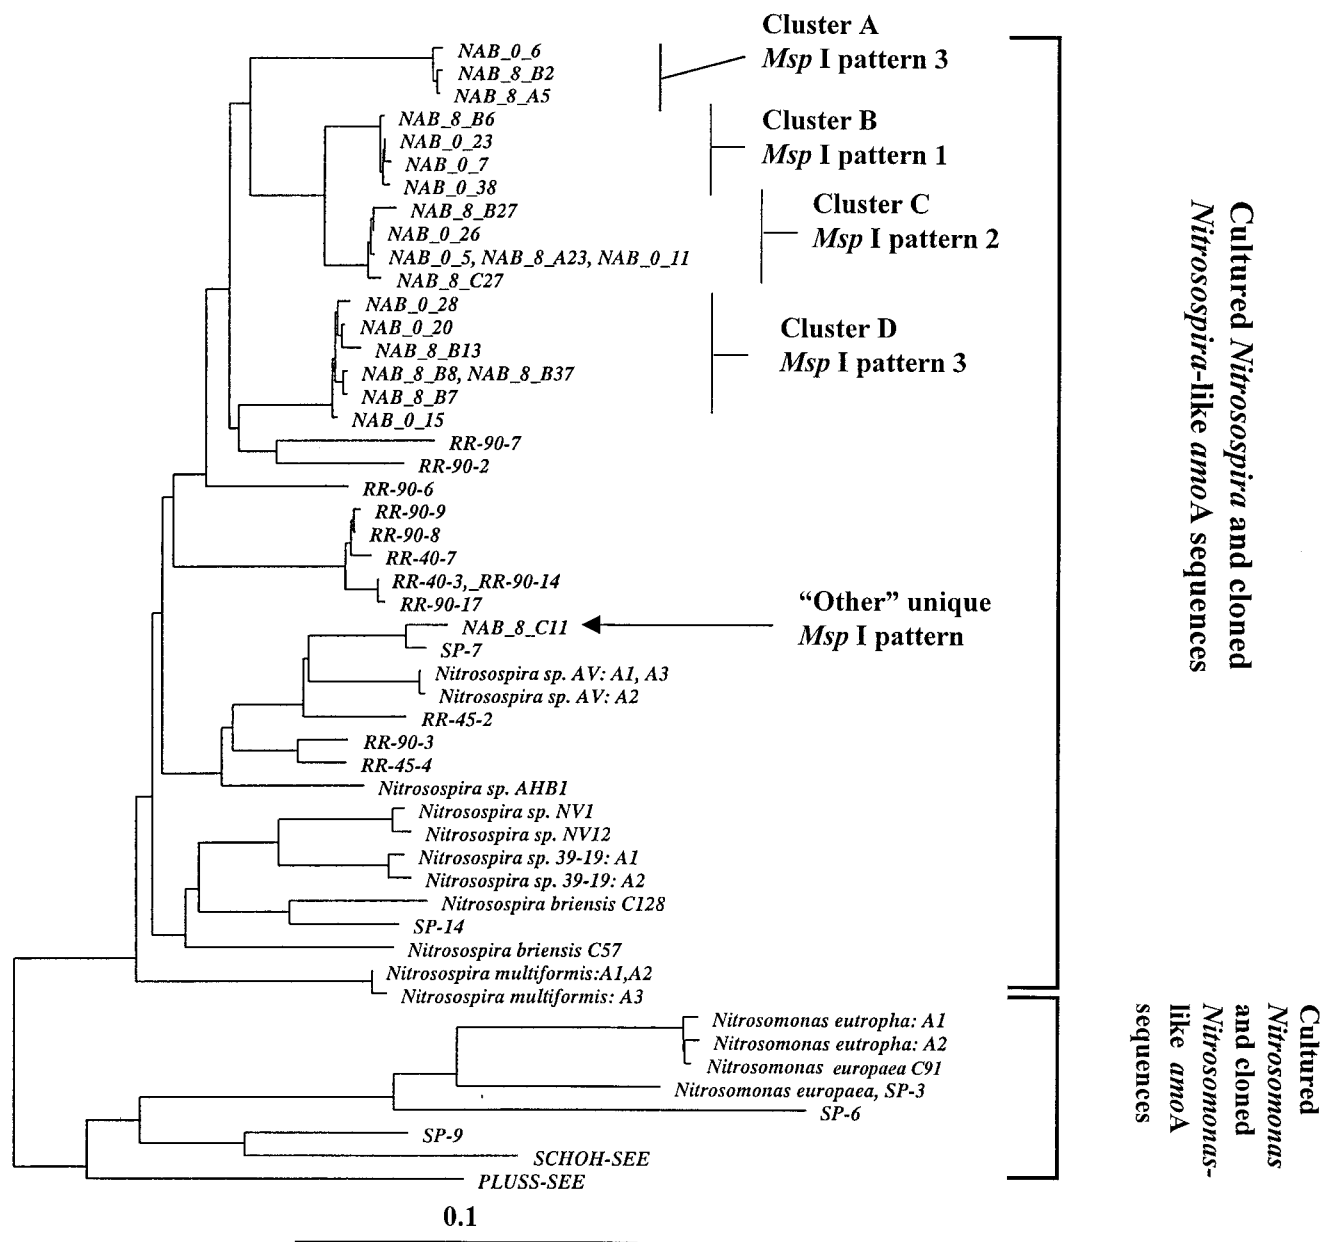 Cluster A
Msp I pattern 3
NAB_0_6
NAB_8_B2
NAB_8_A5
Cluster B
Msp I pattern 1
NAB_8_B6
NAB_0_23
NAB_0_7
NAB_0_38
Cluster C
Msp I pattern 2
NAB_8_B27
NAB_0_26
NAB_0_5, NAB_8_A23, NAB_0_11
NAB_8_C27
Cluster D
Msp I pattern 3
NAB_0_28
NAB_0_20
NAB_8_B13
NAB_8_B8, NAB_8_B37
NAB_8_B7
NAB_0_15
RR-90-7
RR-90-2
RR-90-6
RR-90-9
RR-90-8
RR-40-7
RR-40-3,_RR-90-14
RR-90-17
“Other” unique
Msp I pattern
NAB_8_C11
SP-7
Nitrosospira sp. AV: A1, A3
Nitrosospira sp. AV: A2
RR-45-2
RR-90-3
RR-45-4
Nitrosospira sp. AHB1
Nitrosospira sp. NV1
Nitrosospira sp. NV12
Nitrosospira sp. 39-19: A1
Nitrosospira sp. 39-19: A2
Nitrosospira briensis C128
SP-14
Nitrosospira briensis C57
Nitrosospira multiformis:A1,A2
Nitrosospira multiformis: A3
Cultured Nitrosospira and cloned
Nitrosospira-like amoA sequences
Nitrosomonas eutropha: A1
Nitrosomonas eutropha: A2
Nitrosomonas europaea C91
Nitrosomonas europaea, SP-3
SP-6
SP-9
SCHOH-SEE
PLUSS-SEE
Cultured
Nitrosomonas
and cloned
Nitrosomonas-
like amoA
sequences
0.1